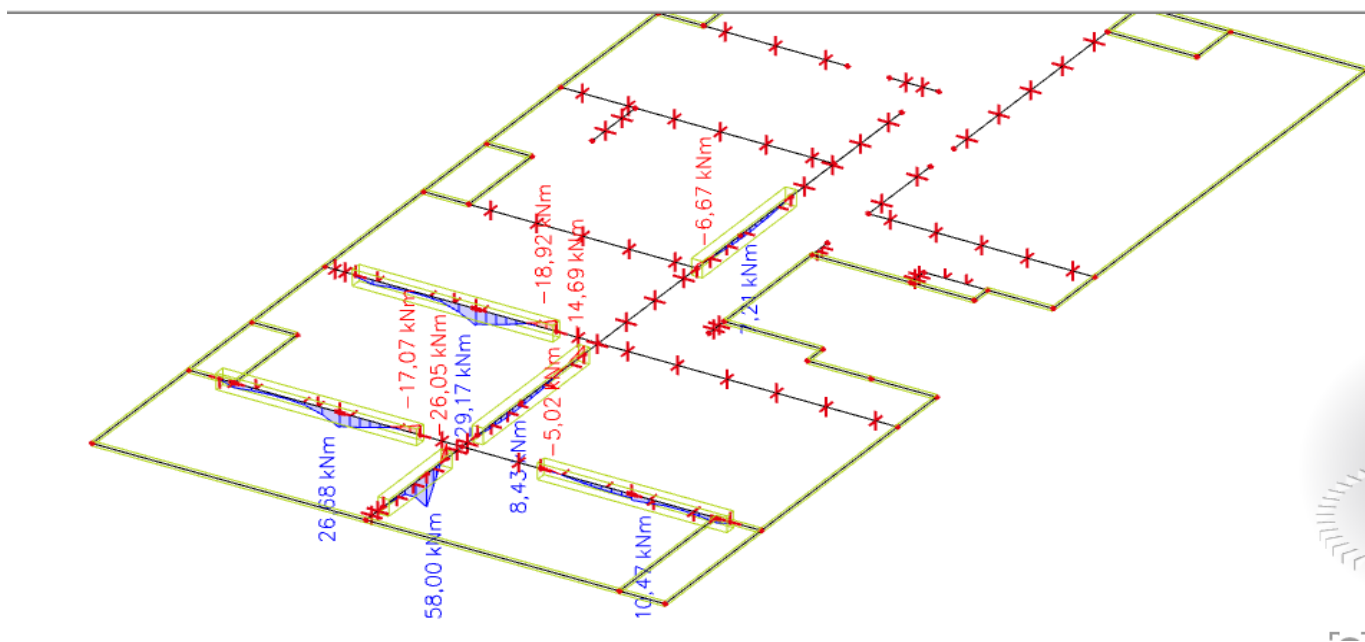 −6,67 kNm
−18,92 kNm
14,69 kNm
,21 kNm
−17,07 kNm
−26,05 kNm
29,17 kNm
−5,02 kNm
8,43 kNm
26,68 kNm
58,00 kNm
10,47 kNm